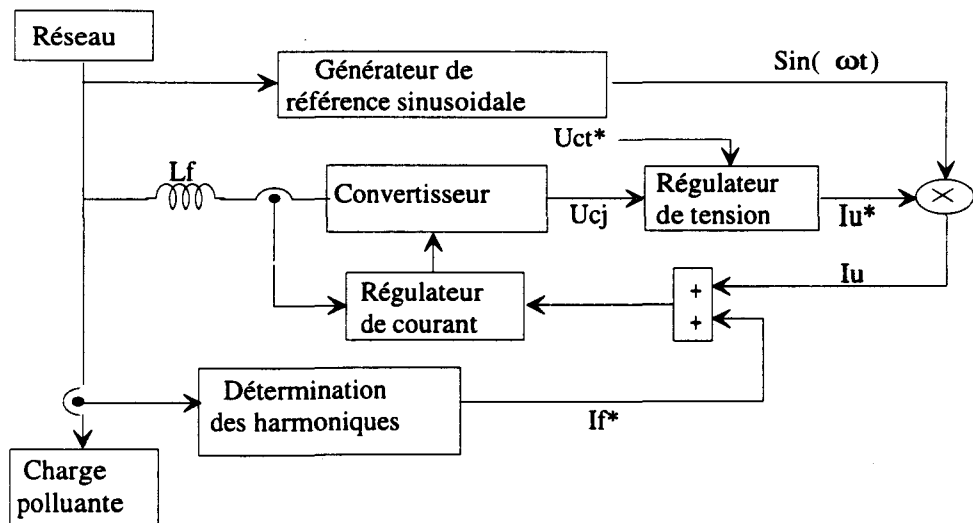 Réseau
Générateur de
référence sinusoidale
Sin( ωt)
Uct*
Lf
Convertisseur
Ucj
Régulateur
de tension
Iu*
×
Iu
Régulateur
de courant
+
+
Détermination
des harmoniques
If*
Charge
polluante